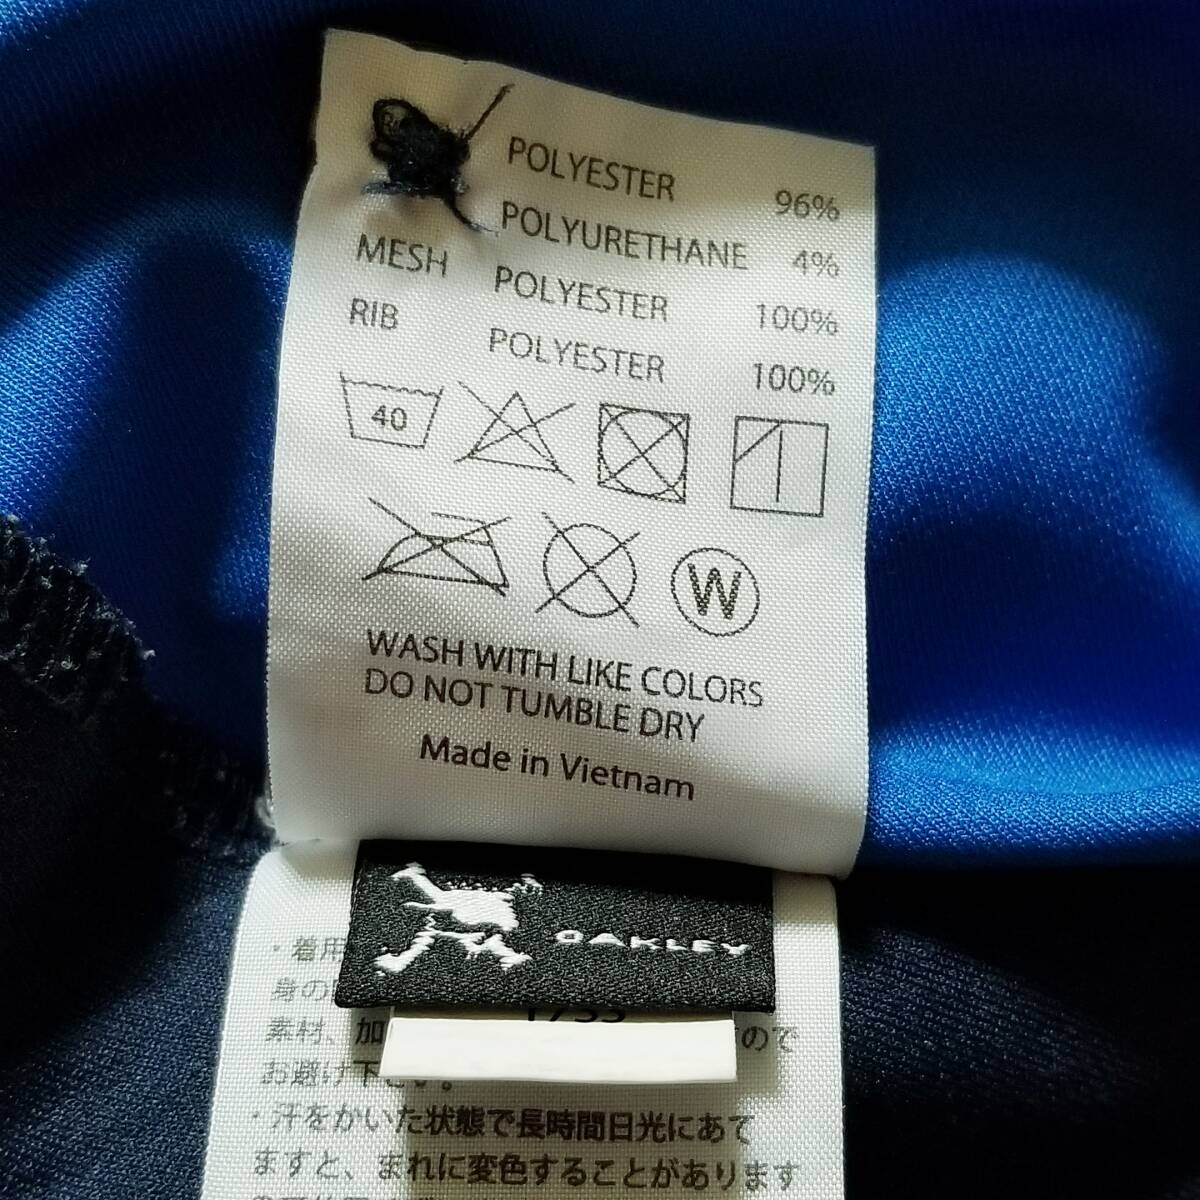 POLYESTER 96%
POLYURETHANE 4%
MESH POLYESTER 100%
RIB POLYESTER 100%
40
W
WASH WITH LIKE COLORS
DO NOT TUMBLE DRY
Made in Vietnam
OAKLEY
・着用
身の
素材、加 ので
お避け下さい。
・汗をかいた状態で長時間日光にあて
ますと、まれに変色することがあります